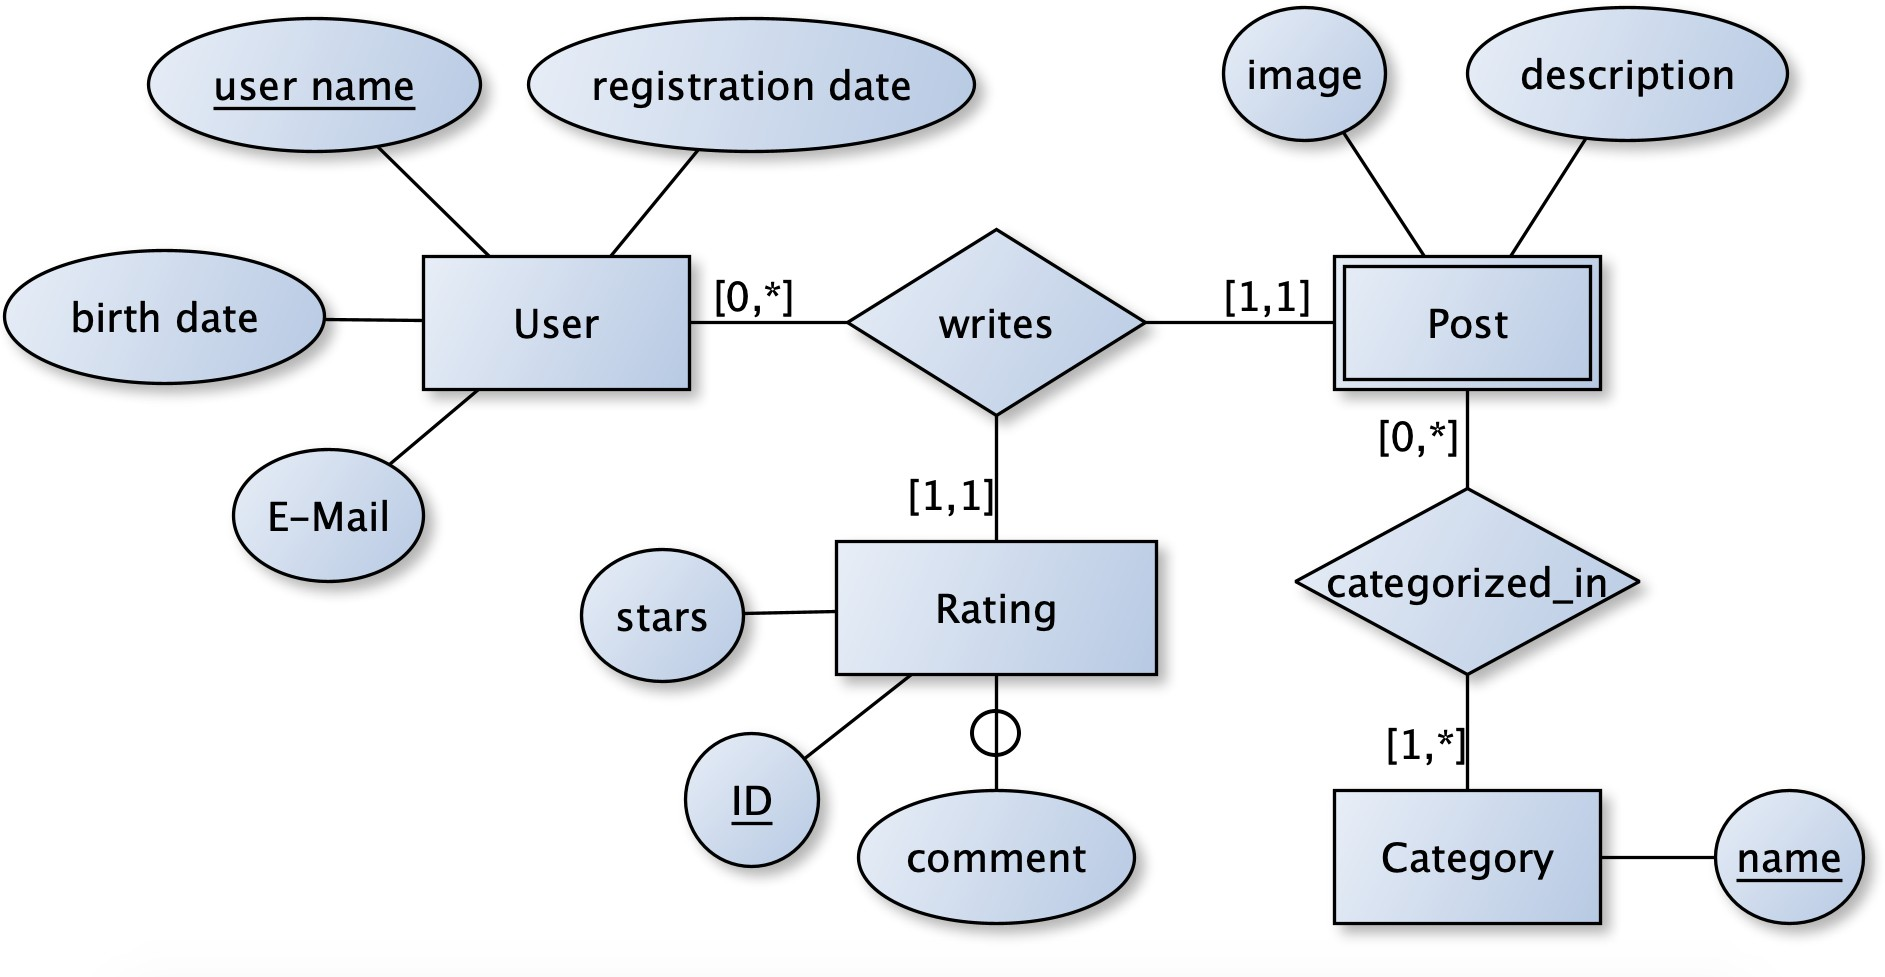 user name
registration date
image
description
birth date
User
[0,*]
writes
[1,1]
Post
[0,*]
E-Mail
[1,1]
stars
Rating
categorized_in
ID
comment
[1,*]
Category
name